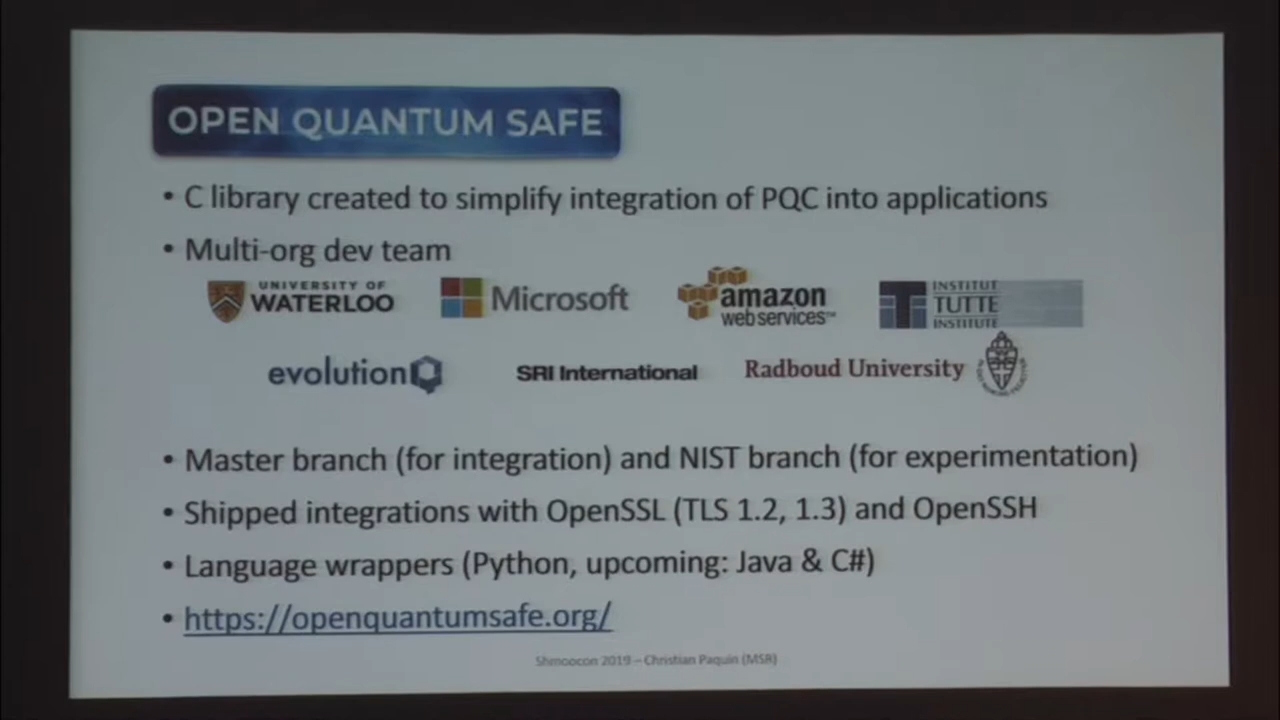 OPEN QUANTUM SAFE
• C library created to simplify integration of PQC into applications
• Multi-org dev team
UNIVERSITY OF
WATERLOO
Microsoft
amazon
web services™
INSTITUT
TUTTE
INSTITUTE
evolutionQ
SRI International
Radboud University
• Master branch (for integration) and NIST branch (for experimentation)
• Shipped integrations with OpenSSL (TLS 1.2, 1.3) and OpenSSH
• Language wrappers (Python, upcoming: Java & C#)
• https://openquantumsafe.org/
Shmoocon 2019 – Christian Paquin (MSR)